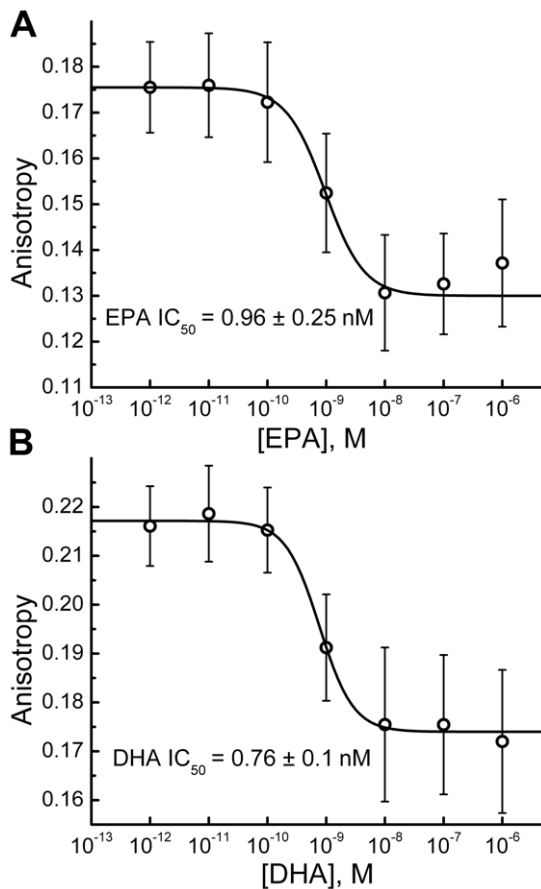 A
0.18
0.17
0.16
0.15
0.14
0.13
0.12
0.11
Anisotropy
EPA IC₅₀ = 0.96 ± 0.25 nM
10⁻¹³ 10⁻¹² 10⁻¹¹ 10⁻¹⁰ 10⁻⁹ 10⁻⁸ 10⁻⁷ 10⁻⁶
[EPA], M
B
0.22
0.21
0.20
0.19
0.18
0.17
0.16
Anisotropy
DHA IC₅₀ = 0.76 ± 0.1 nM
10⁻¹³ 10⁻¹² 10⁻¹¹ 10⁻¹⁰ 10⁻⁹ 10⁻⁸ 10⁻⁷ 10⁻⁶
[DHA], M